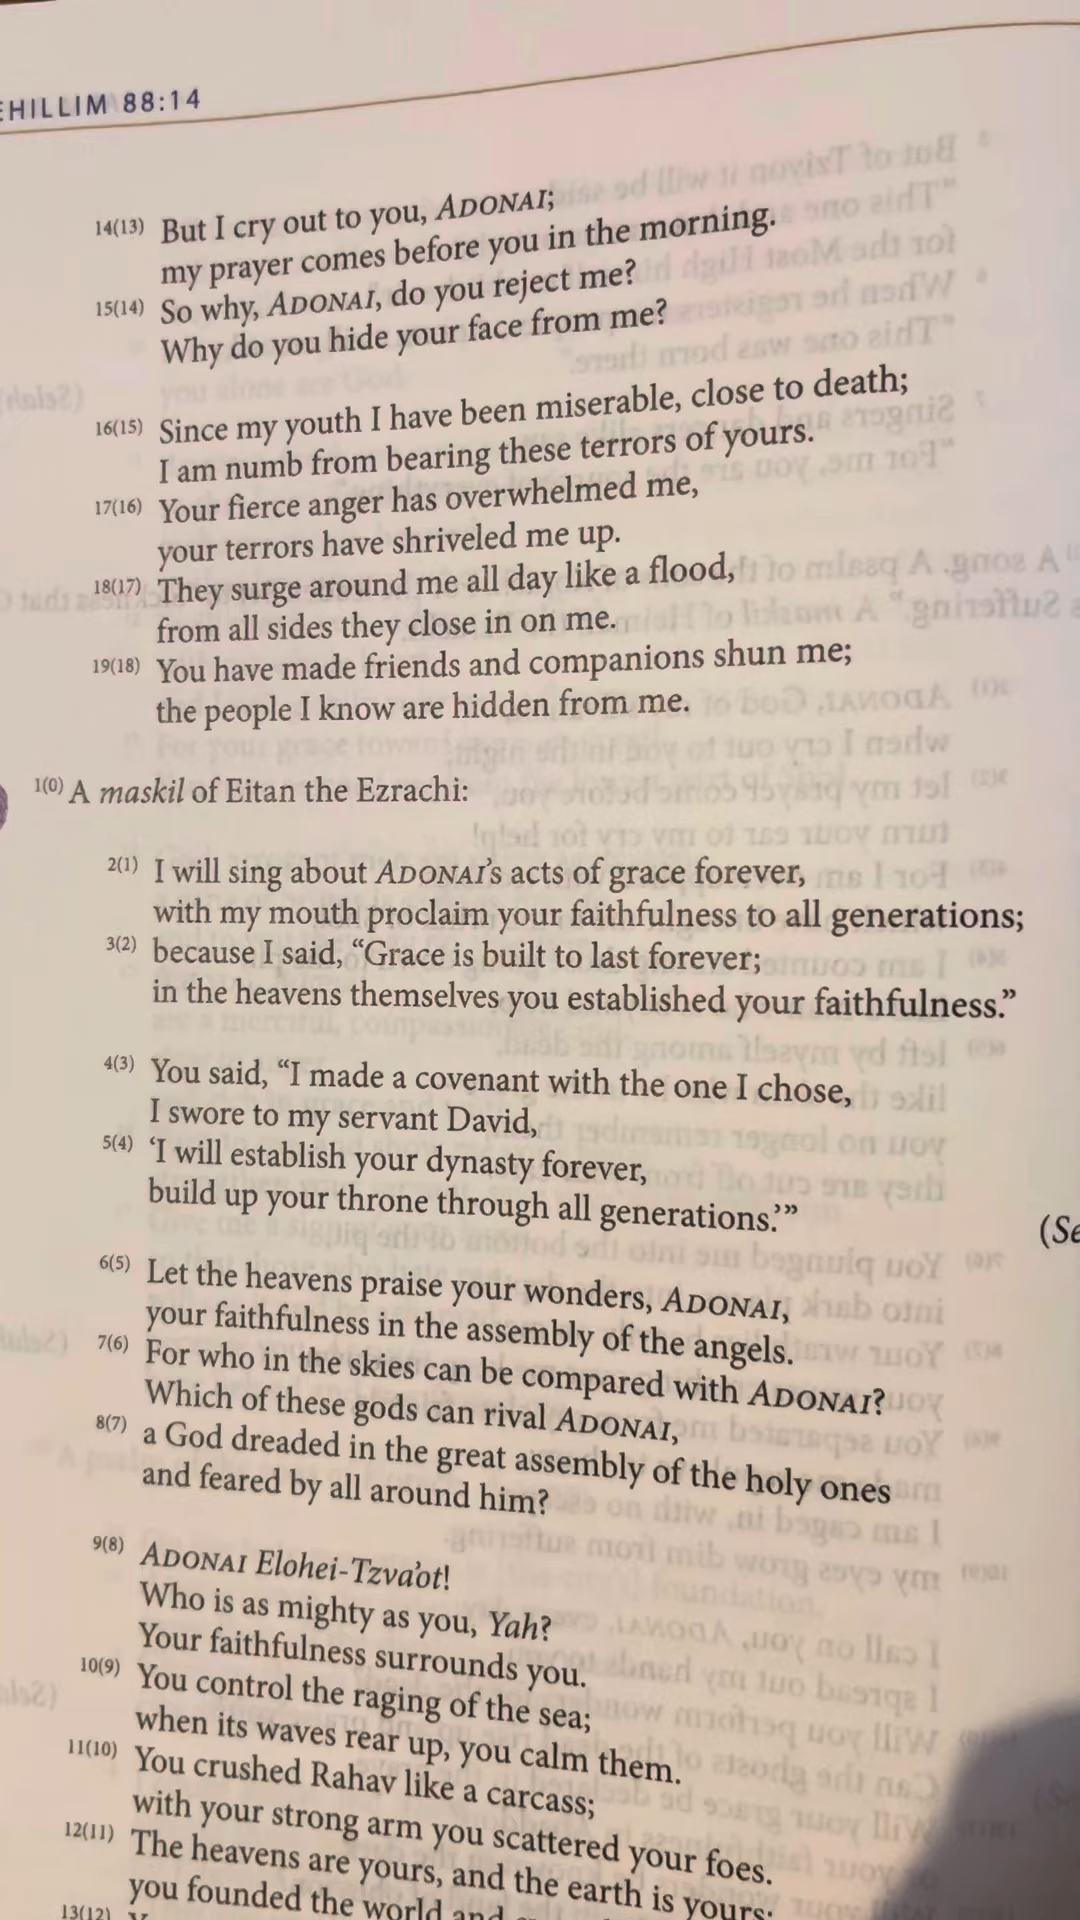 EHILLIM 88:14
14(13) But I cry out to you, ADONAI;
my prayer comes before you in the morning.
15(14) So why, ADONAI, do you reject me?
Why do you hide your face from me?
16(15) Since my youth I have been miserable, close to death;
I am numb from bearing these terrors of yours.
17(16) Your fierce anger has overwhelmed me,
your terrors have shriveled me up.
18(17) They surge around me all day like a flood,
from all sides they close in on me.
19(18) You have made friends and companions shun me;
the people I know are hidden from me.
1(0) A maskil of Eitan the Ezrachi:
2(1) I will sing about ADONAI’s acts of grace forever,
with my mouth proclaim your faithfulness to all generations;
3(2) because I said, “Grace is built to last forever;
in the heavens themselves you established your faithfulness.”
4(3) You said, “I made a covenant with the one I chose,
I swore to my servant David,
5(4) ‘I will establish your dynasty forever,
build up your throne through all generations.’”
(Se
6(5) Let the heavens praise your wonders, ADONAI,
your faithfulness in the assembly of the angels.
7(6) For who in the skies can be compared with ADONAI?
Which of these gods can rival ADONAI,
8(7) a God dreaded in the great assembly of the holy ones
and feared by all around him?
9(8) ADONAI Elohei-Tzva’ot!
Who is as mighty as you, Yah?
Your faithfulness surrounds you.
10(9) You control the raging of the sea;
when its waves rear up, you calm them.
11(10) You crushed Rahav like a carcass;
with your strong arm you scattered your foes.
12(11) The heavens are yours, and the earth is yours;
you founded the world and
13(12)